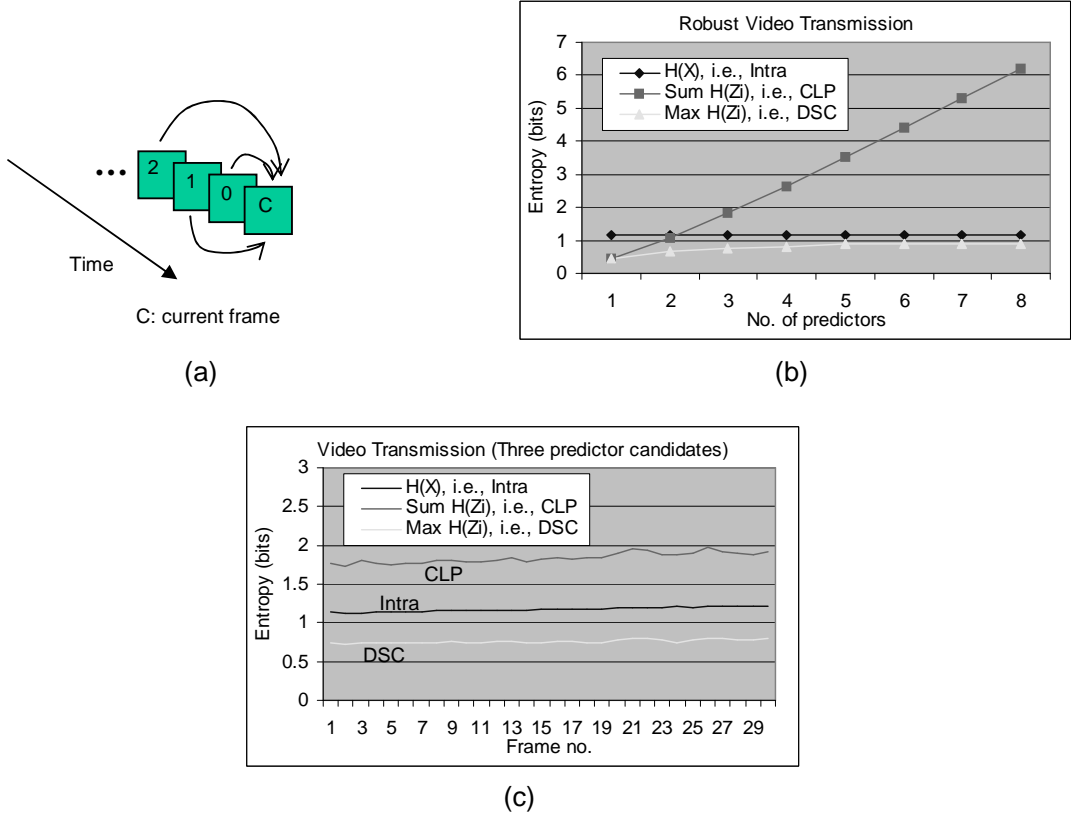 2
1
0
C
•••
Time
C: current frame
(a)
Robust Video Transmission
7
6
5
4
3
2
1
0
Entropy (bits)
H(X), i.e., Intra
Sum H(Zi), i.e., CLP
Max H(Zi), i.e., DSC
1 2 3 4 5 6 7 8
No. of predictors
(b)
Video Transmission (Three predictor candidates)
3
2.5
2
1.5
1
0.5
0
Entropy (bits)
H(X), i.e., Intra
Sum H(Zi), i.e., CLP
Max H(Zi), i.e., DSC
CLP
Intra
DSC
1 3 5 7 9 11 13 15 17 19 21 23 25 27 29
Frame no.
(c)